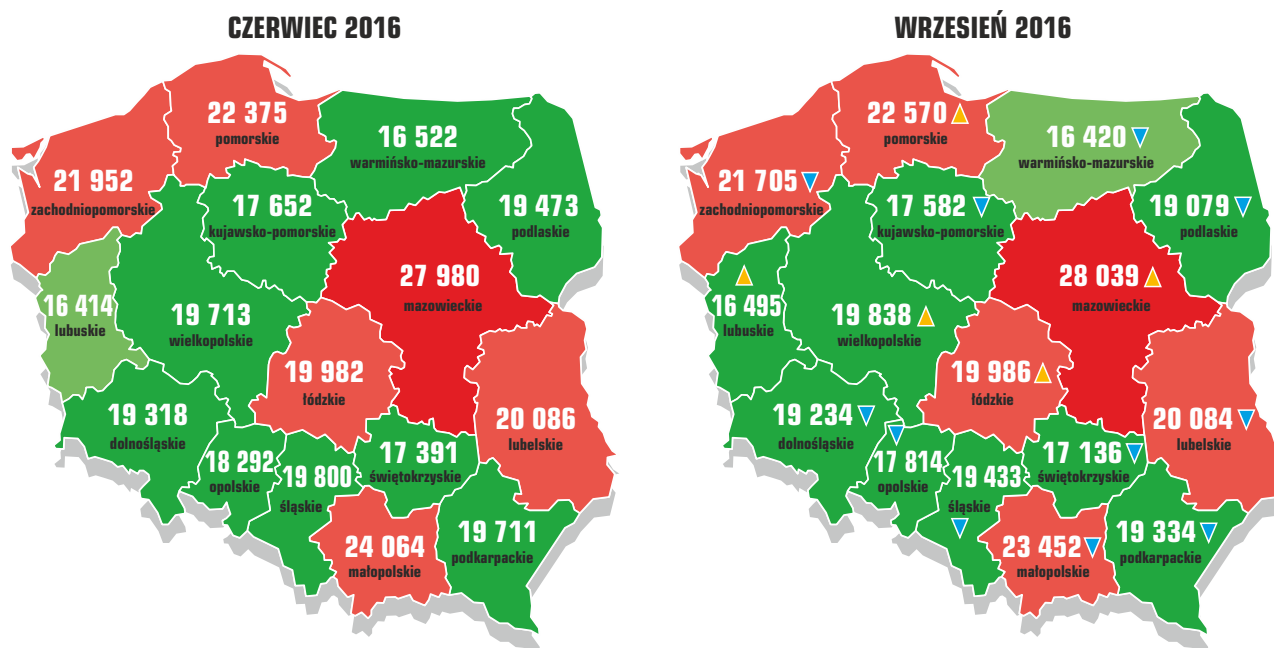 CZERWIEC 2016
22 375
pomorskie
16 522
warmińsko-mazurskie
21 952
zachodniopomorskie
17 652
kujawsko-pomorskie
19 473
podlaskie
27 980
mazowieckie
16 414
lubuskie
19 713
wielkopolskie
19 982
łódzkie
19 318
dolnośląskie
20 086
lubelskie
18 292
opolskie
19 800
śląskie
17 391
świętokrzyskie
24 064
małopolskie
19 711
podkarpackie
WRZESIEŃ 2016
22 570
pomorskie
16 420
warmińsko-mazurskie
21 705
zachodniopomorskie
17 582
kujawsko-pomorskie
19 079
podlaskie
28 039
mazowieckie
16 495
lubuskie
19 838
wielkopolskie
19 986
łódzkie
19 234
dolnośląskie
20 084
lubelskie
17 814
opolskie
19 433
śląskie
17 136
świętokrzyskie
23 452
małopolskie
19 334
podkarpackie